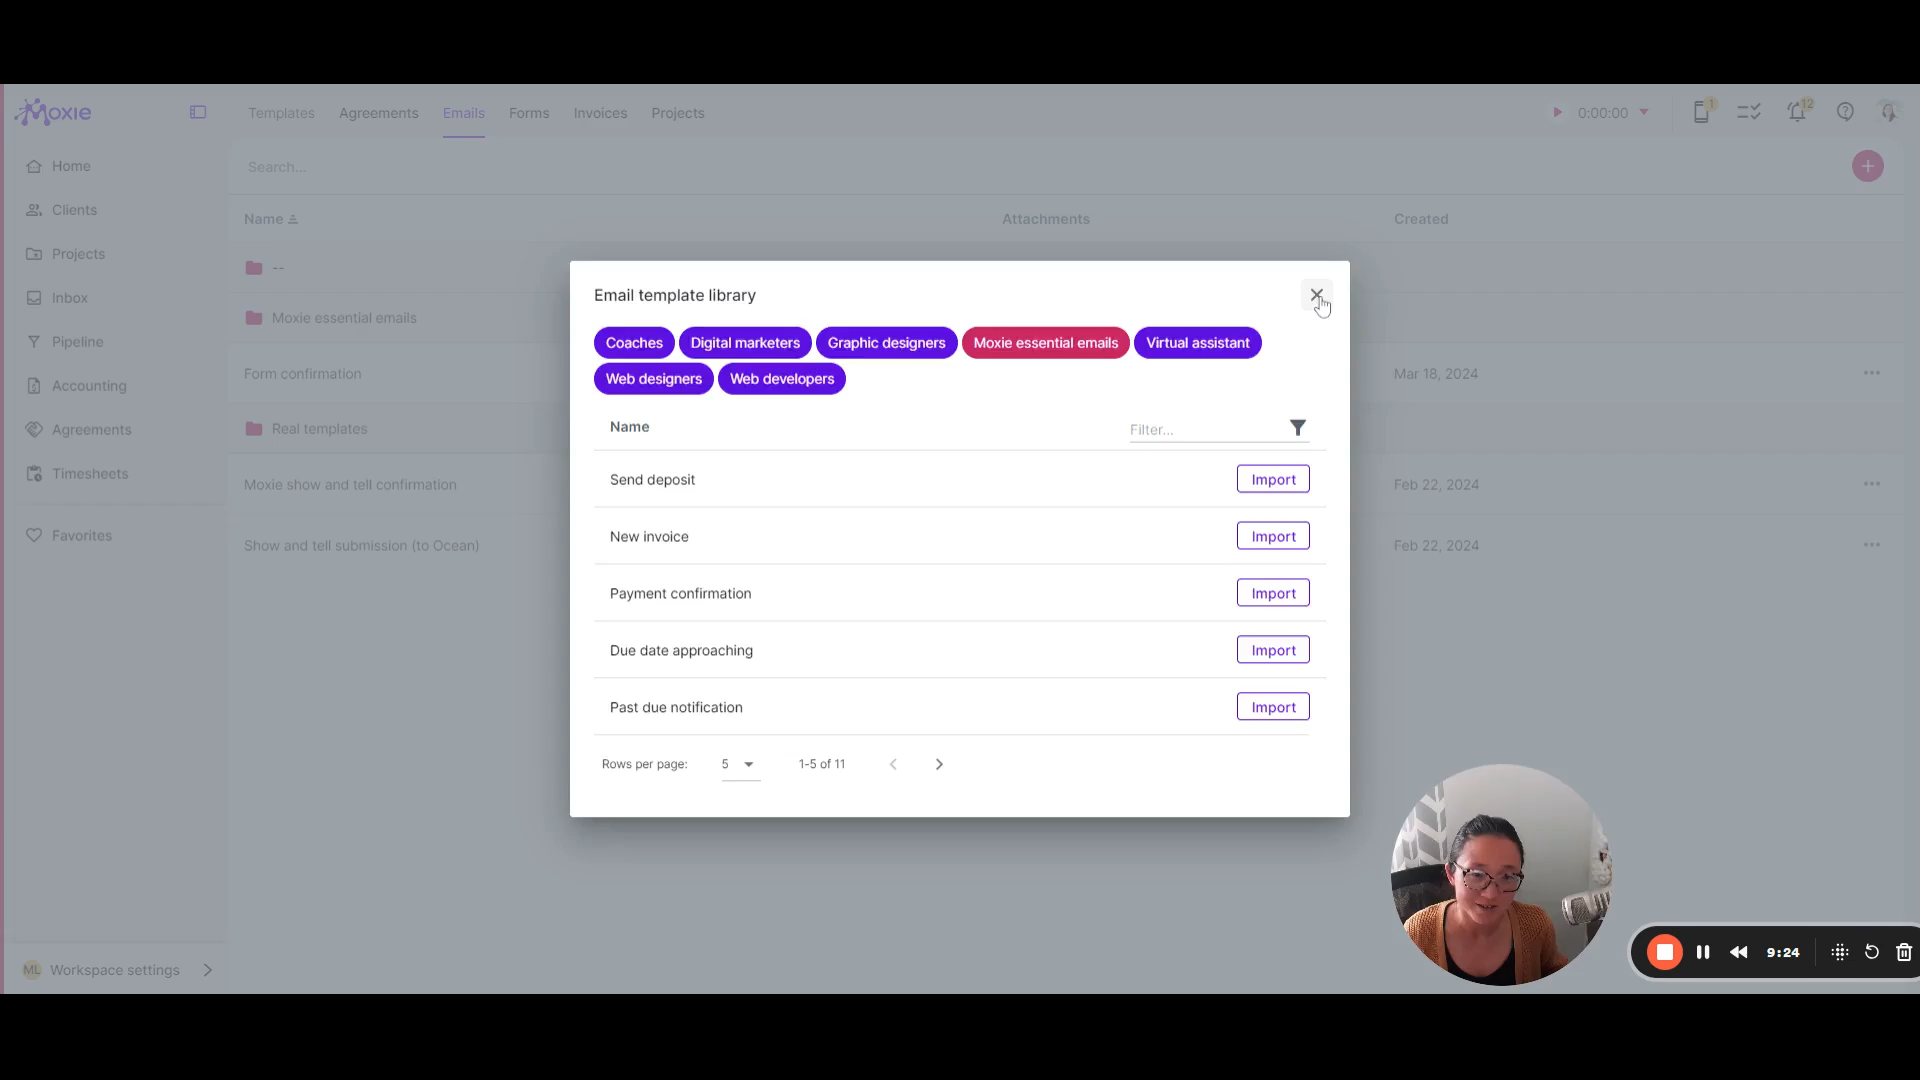 Moxie
Templates Agreements Emails Forms Invoices Projects
0:00:00
1
12
Home
Clients
Projects
Inbox
Pipeline
Accounting
Agreements
Timesheets
Favorites
ML Workspace settings
Search...
Name Attachments Created
--
Moxie essential emails
Form confirmation Mar 18, 2024
Real templates
Moxie show and tell confirmation Feb 22, 2024
Show and tell submission (to Ocean) Feb 22, 2024
Email template library
Coaches Digital marketers Graphic designers Moxie essential emails Virtual assistant
Web designers Web developers
Name Filter...
Send deposit Import
New invoice Import
Payment confirmation Import
Due date approaching Import
Past due notification Import
Rows per page: 5 1-5 of 11
9:24